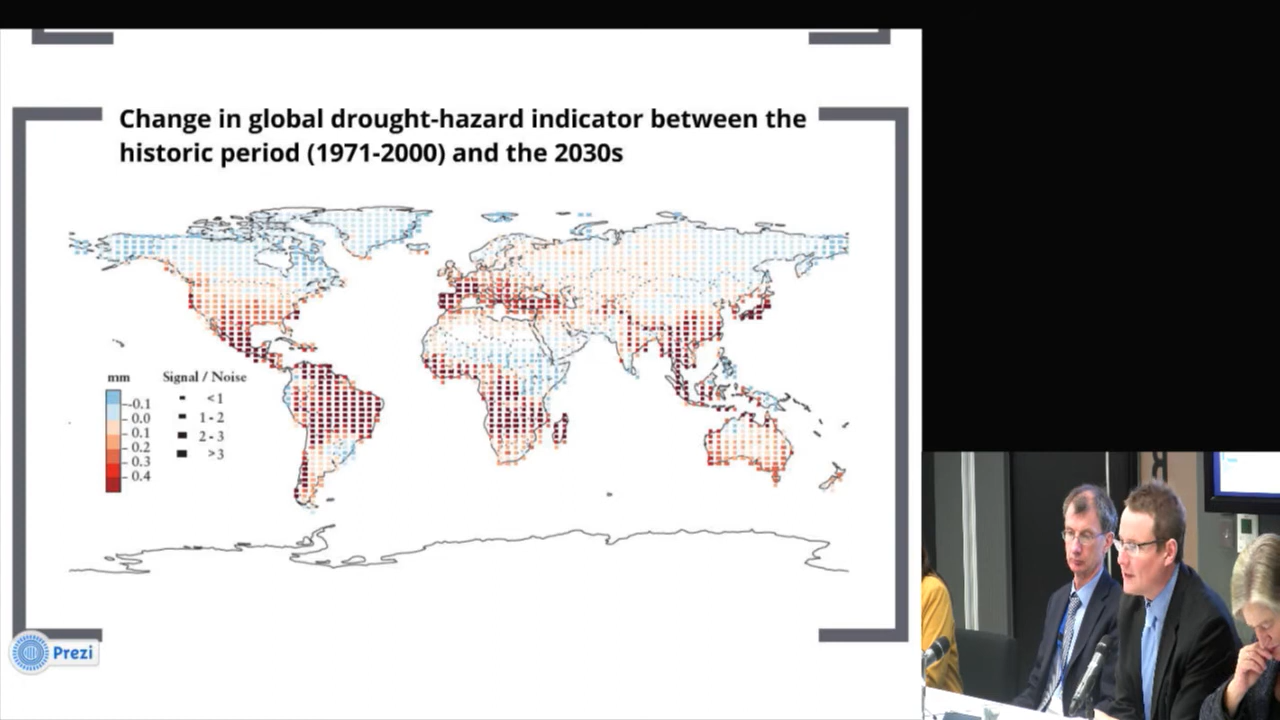 Change in global drought-hazard indicator between the
historic period (1971-2000) and the 2030s
mm
-0.1
0.0
0.1
0.2
0.3
0.4
Signal / Noise
<1
1 - 2
2 - 3
>3
Prezi